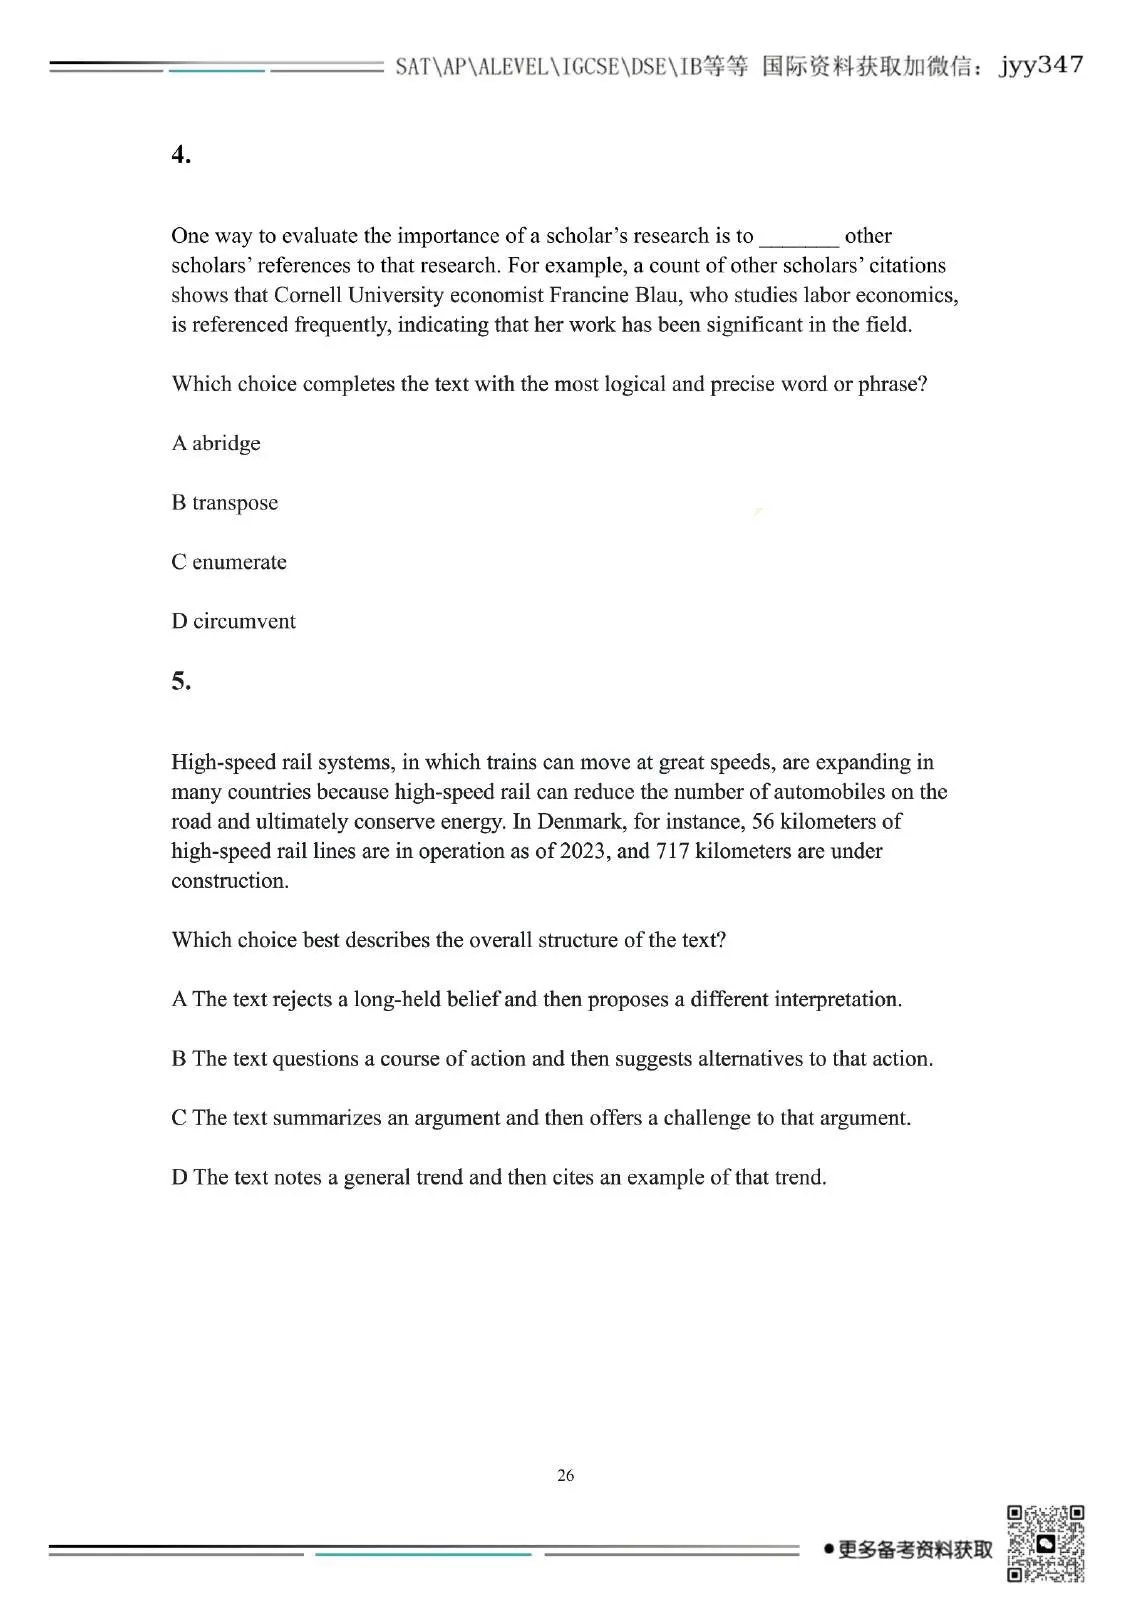 SAT\AP\ALEVEL\IGCSE\DSE\IB等等 国际资料获取加微信： jyy347
4.
One way to evaluate the importance of a scholar’s research is to _______ other
scholars’ references to that research. For example, a count of other scholars’ citations
shows that Cornell University economist Francine Blau, who studies labor economics,
is referenced frequently, indicating that her work has been significant in the field.
Which choice completes the text with the most logical and precise word or phrase?
A abridge
B transpose
C enumerate
D circumvent
5.
High-speed rail systems, in which trains can move at great speeds, are expanding in
many countries because high-speed rail can reduce the number of automobiles on the
road and ultimately conserve energy. In Denmark, for instance, 56 kilometers of
high-speed rail lines are in operation as of 2023, and 717 kilometers are under
construction.
Which choice best describes the overall structure of the text?
A The text rejects a long-held belief and then proposes a different interpretation.
B The text questions a course of action and then suggests alternatives to that action.
C The text summarizes an argument and then offers a challenge to that argument.
D The text notes a general trend and then cites an example of that trend.
26
●更多备考资料获取